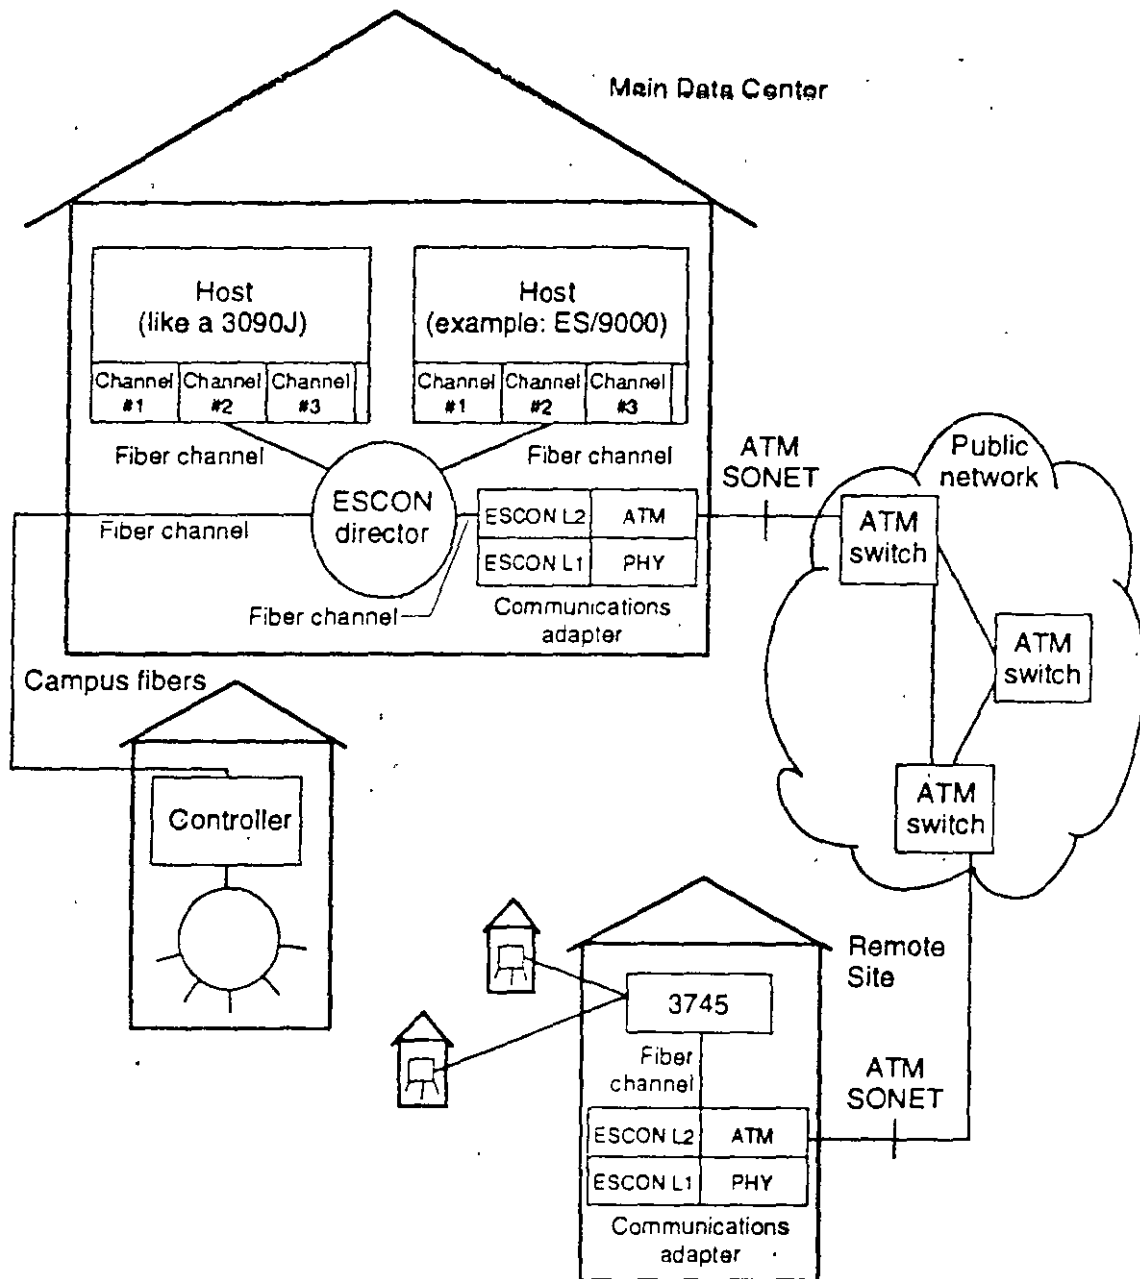 Main Data Center
Host
(like a 3090J)
Host
(example: ES/9000)
Channel
#1
Channel
#2
Channel
#3
Channel
#1
Channel
#2
Channel
#3
Fiber channel
Fiber channel
ATM
SONET
Public
network
Fiber channel
ESCON
director
ESCON L2
ATM
ESCON L1
PHY
Fiber channel
Communications
adapter
ATM
switch
ATM
switch
ATM
switch
Campus fibers
Controller
Remote
Site
3745
Fiber
channel
ATM
SONET
ESCON L2
ATM
ESCON L1
PHY
Communications
adapter